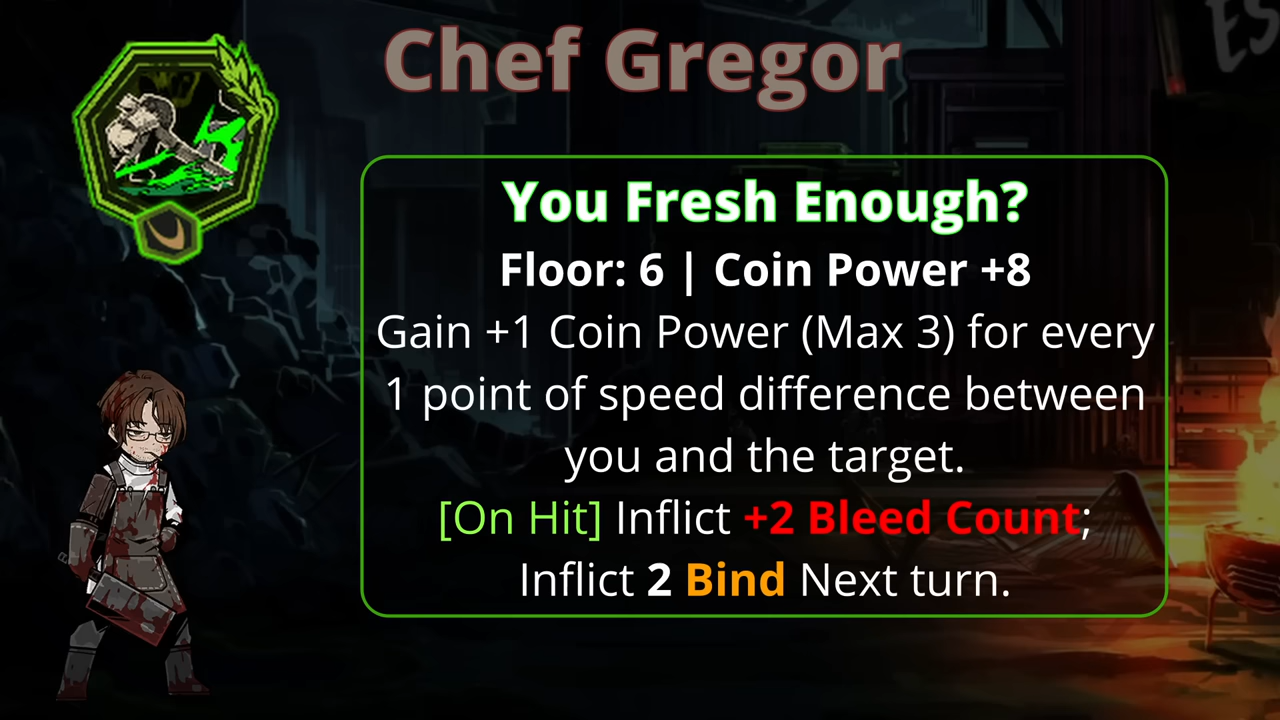 Chef Gregor
ES
You Fresh Enough?
Floor: 6 | Coin Power +8
Gain +1 Coin Power (Max 3) for every
1 point of speed difference between
you and the target.
[On Hit] Inflict +2 Bleed Count;
Inflict 2 Bind Next turn.